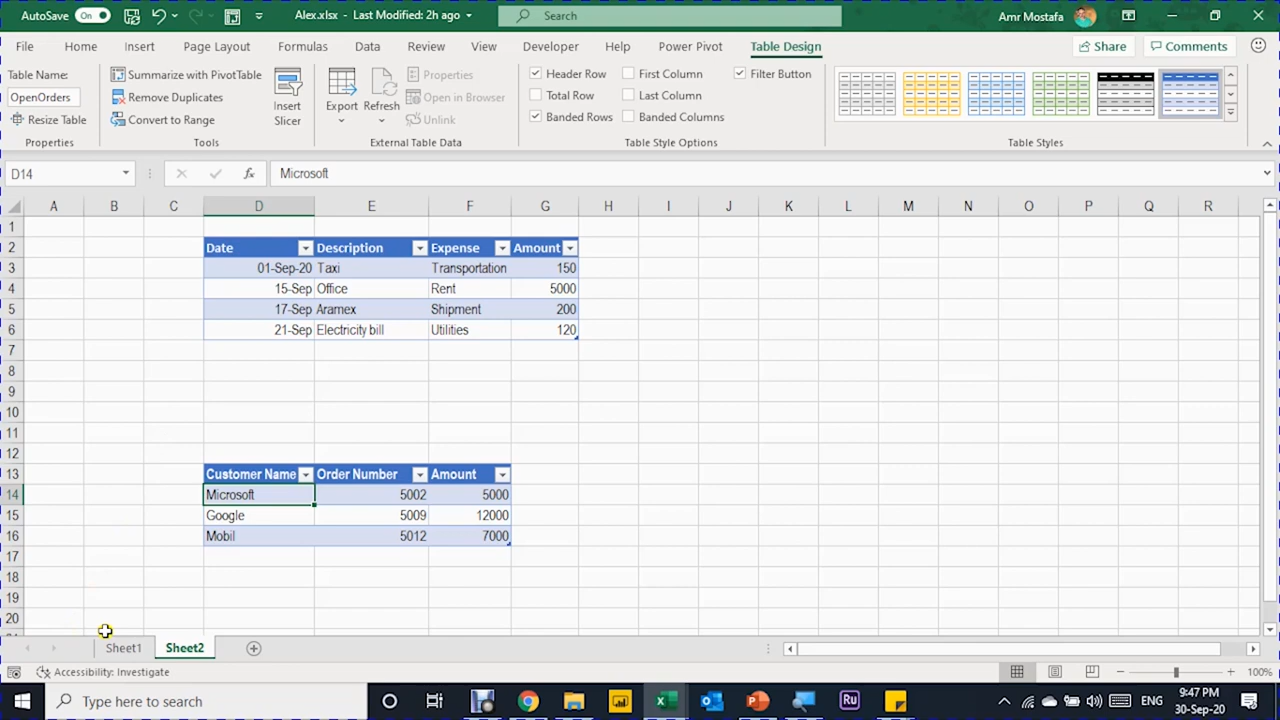 AutoSave On Alex.xlsx - Last Modified: 2h ago Search Amr Mostafa
File Home Insert Page Layout Formulas Data Review View Developer Help Power Pivot Table Design Share Comments
Table Name: Summarize with PivotTable Properties Header Row First Column Filter Button
OpenOrders Remove Duplicates Insert Slicer Export Refresh Open in Browser Total Row Last Column
Resize Table Convert to Range Unlink Banded Rows Banded Columns
Properties Tools External Table Data Table Style Options Table Styles
D14 fx Microsoft
A B C D E F G H I J K L M N O P Q R
1
2 Date Description Expense Amount
3 01-Sep-20 Taxi Transportation 150
4 15-Sep Office Rent 5000
5 17-Sep Aramex Shipment 200
6 21-Sep Electricity bill Utilities 120
7
8
9
10
11
12
13 Customer Name Order Number Amount
14 Microsoft 5002 5000
15 Google 5009 12000
16 Mobil 5012 7000
17
18
19
20
Sheet1 Sheet2
Accessibility: Investigate 100%
Type here to search Ru ENG 9:47 PM
30-Sep-20